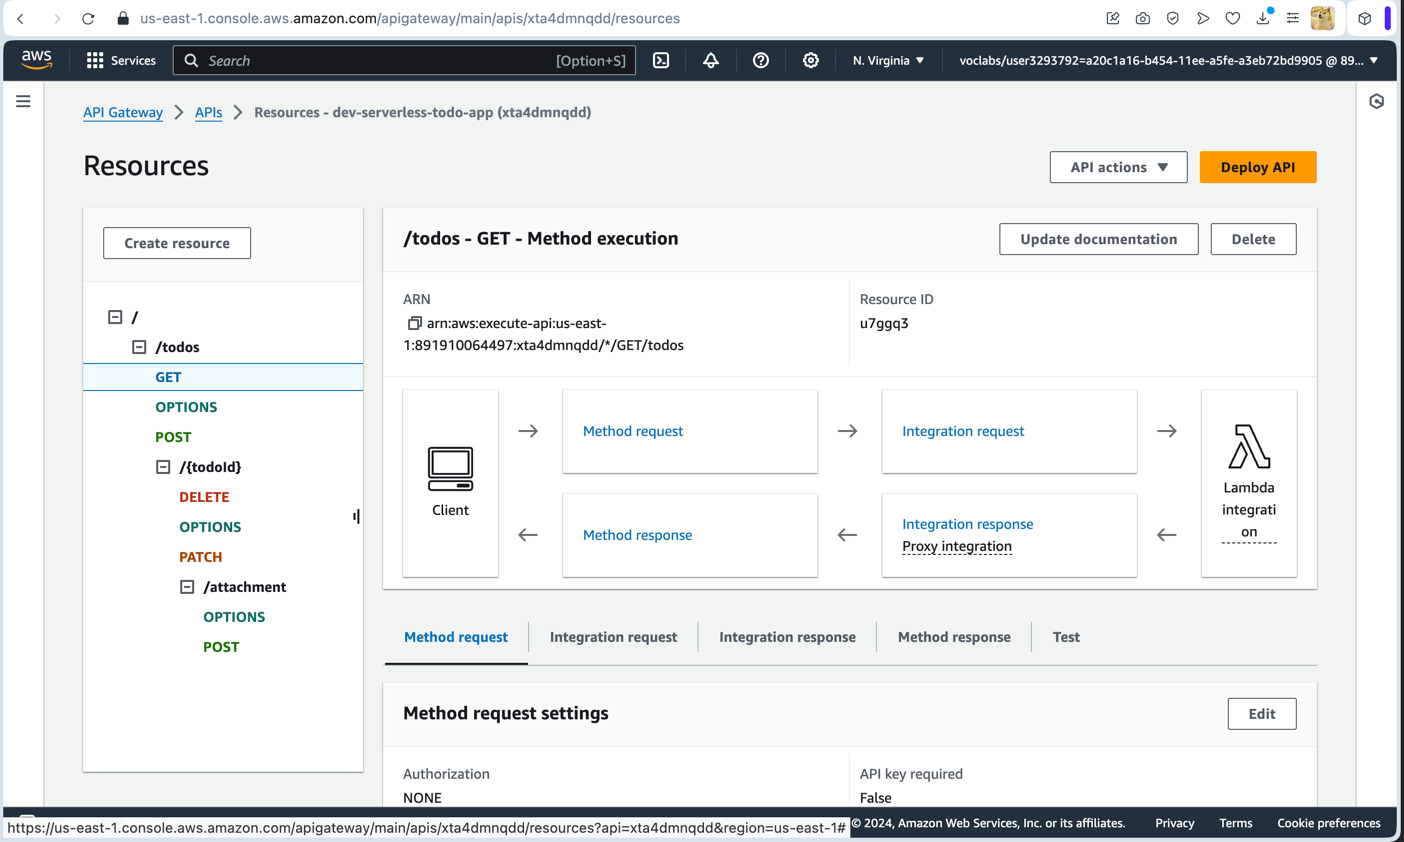 us-east-1.console.aws.amazon.com/apigateway/main/apis/xta4dmnqdd/resources
aws
Services
Search
[Option+S]
N. Virginia ▼
voclabs/user3293792=a20c1a16-b454-11ee-a5fe-a3eb72bd9905 @ 89... ▼
API Gateway > APIs > Resources - dev-serverless-todo-app (xta4dmnqdd)
Resources
API actions ▼
Deploy API
Create resource
/
/todos
GET
OPTIONS
POST
/{todoId}
DELETE
OPTIONS
PATCH
/attachment
OPTIONS
POST
/todos - GET - Method execution
Update documentation
Delete
ARN
arn:aws:execute-api:us-east-
1:891910064497:xta4dmnqdd/*/GET/todos
Resource ID
u7ggq3
Client
Method request
Integration request
Lambda
integrati
on
Method response
Integration response
Proxy integration
Method request
Integration request
Integration response
Method response
Test
Method request settings
Edit
Authorization
NONE
API key required
False
https://us-east-1.console.aws.amazon.com/apigateway/main/apis/xta4dmnqdd/resources?api=xta4dmnqdd&region=us-east-1#
© 2024, Amazon Web Services, Inc. or its affiliates.
Privacy
Terms
Cookie preferences